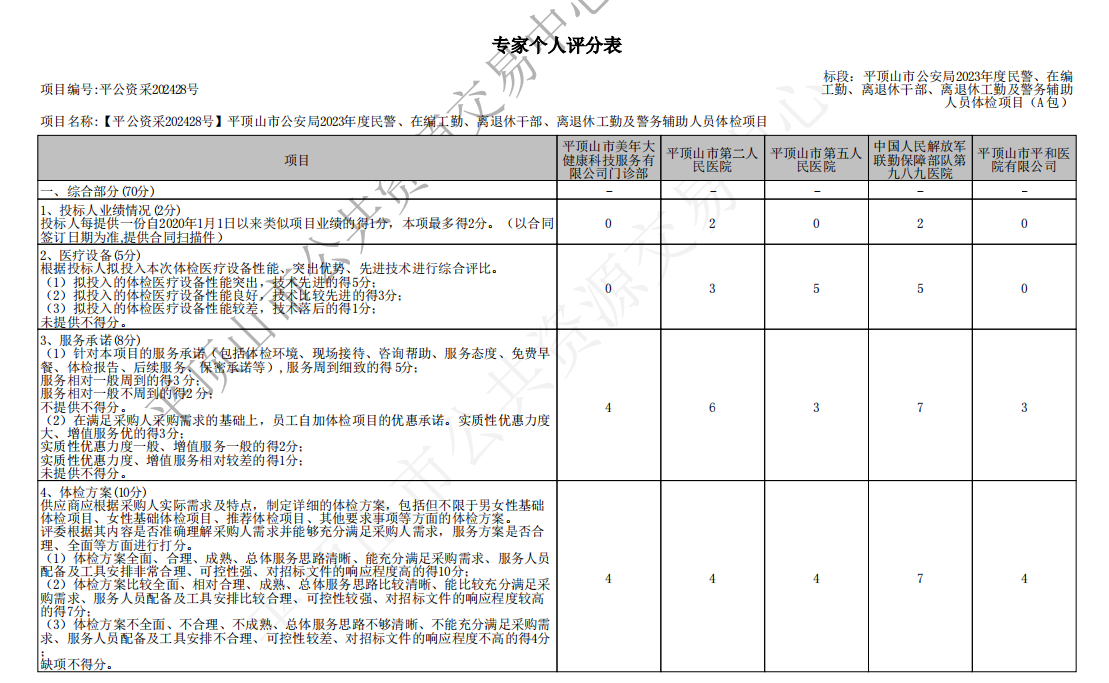 专家个人评分表
项目编号:平公资采202428号
标段：平顶山市公安局2023年度民警、在编
工勤、离退休干部、离退休工勤及警务辅助
人员体检项目（A包）
项目名称:【平公资采202428号】平顶山市公安局2023年度民警、在编工勤、离退休干部、离退休工勤及警务辅助人员体检项目
项目
平顶山市美年大
健康科技服务有
限公司门诊部
平顶山市第二人
民医院
平顶山市第五人
民医院
中国人民解放军
联勤保障部队第
九八九医院
平顶山市平和医
院有限公司
一、综合部分(70分)
-
-
-
-
-
1、投标人业绩情况(2分)
投标人每提供一份自2020年1月1日以来类似项目业绩的得1分，本项最多得2分。（以合同
签订日期为准,提供合同扫描件）
0
2
0
2
0
2、医疗设备(5分)
根据投标人拟投入本次体检医疗设备性能、突出优势、先进技术进行综合评比。
（1）拟投入的体检医疗设备性能突出，技术先进的得5分；
（2）拟投入的体检医疗设备性能良好，技术比较先进的得3分；
（3）拟投入的体检医疗设备性能较差，技术落后的得1分；
未提供不得分。
0
3
5
5
0
3、服务承诺(8分)
（1）针对本项目的服务承诺（包括体检环境、现场接待、咨询帮助、服务态度、免费早
餐、体检报告、后续服务、保密承诺等）,服务周到细致的得 5分；
服务相对一般周到的得3 分；
服务相对一般不周到的得2 分；
不提供不得分。
（2）在满足采购人采购需求的基础上，员工自加体检项目的优惠承诺。实质性优惠力度
大、增值服务优的得3分；
实质性优惠力度一般、增值服务一般的得2分；
实质性优惠力度、增值服务相对较差的得1分；
未提供不得分。
4
6
3
7
3
4、体检方案(10分)
供应商应根据采购人实际需求及特点，制定详细的体检方案，包括但不限于男女性基础
体检项目、女性基础体检项目、推荐体检项目、其他要求事项等方面的体检方案。
评委根据其内容是否准确理解采购人需求并能够充分满足采购人需求，服务方案是否合
理、全面等方面进行打分。
（1）体检方案全面、合理、成熟、总体服务思路清晰、能充分满足采购需求、服务人员
配备及工具安排非常合理、可控性强、对招标文件的响应程度高的得10分；
（2）体检方案比较全面、相对合理、成熟、总体服务思路比较清晰、能比较充分满足采
购需求、服务人员配备及工具安排比较合理、可控性较强、对招标文件的响应程度较高
的得7分；
（3）体检方案不全面、不合理、不成熟、总体服务思路不够清晰、不能充分满足采购需
求、服务人员配备及工具安排不合理、可控性较差、对招标文件的响应程度不高的得4分
；
缺项不得分。
4
4
4
7
4
平顶山市公共资源交易中心
平顶山市公共资源交易中心